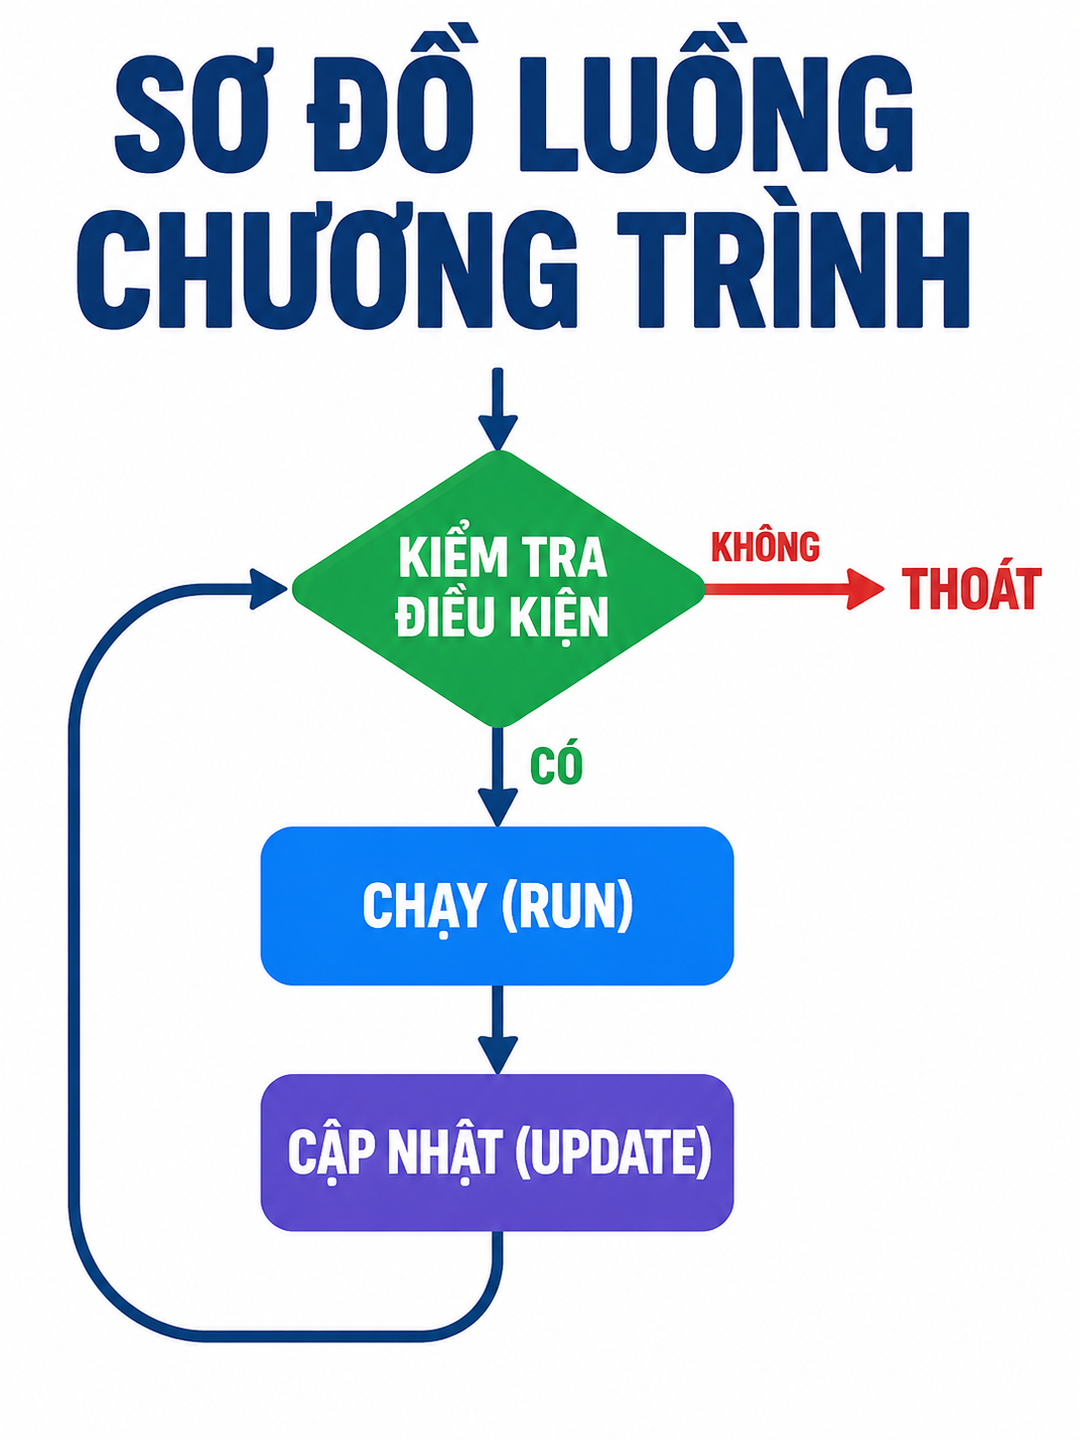 SƠ ĐỒ LUỒNG
CHƯƠNG TRÌNH
KIỂM TRA
ĐIỀU KIỆN
KHÔNG
THOÁT
CÓ
CHẠY (RUN)
CẬP NHẬT (UPDATE)